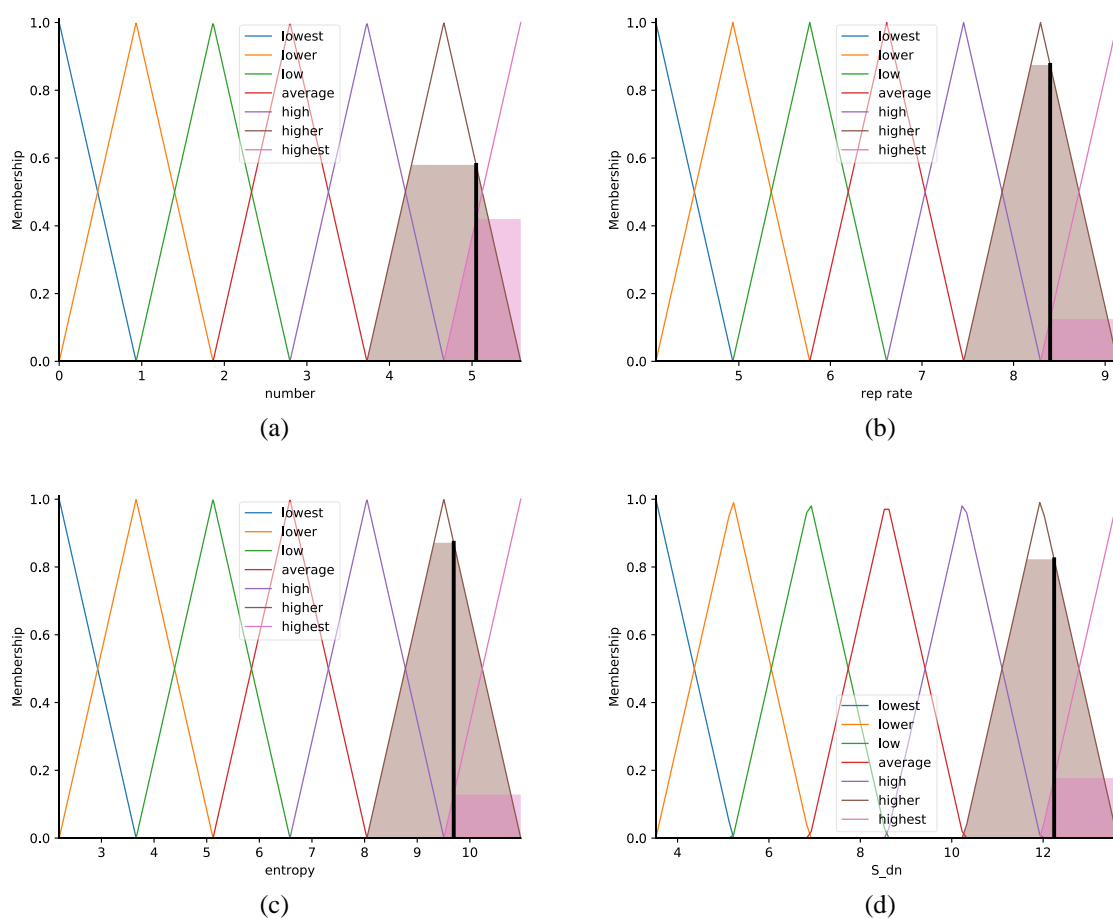 1.0
0.8
0.6
0.4
0.2
0.0
Membership
lowest
lower
low
average
high
higher
highest
0 1 2 3 4 5
number
(a)
1.0
0.8
0.6
0.4
0.2
0.0
Membership
lowest
lower
low
average
high
higher
highest
5 6 7 8 9
rep rate
(b)
1.0
0.8
0.6
0.4
0.2
0.0
Membership
lowest
lower
low
average
high
higher
highest
3 4 5 6 7 8 9 10
entropy
(c)
1.0
0.8
0.6
0.4
0.2
0.0
Membership
lowest
lower
low
average
high
higher
highest
4 6 8 10 12
S_dn
(d)